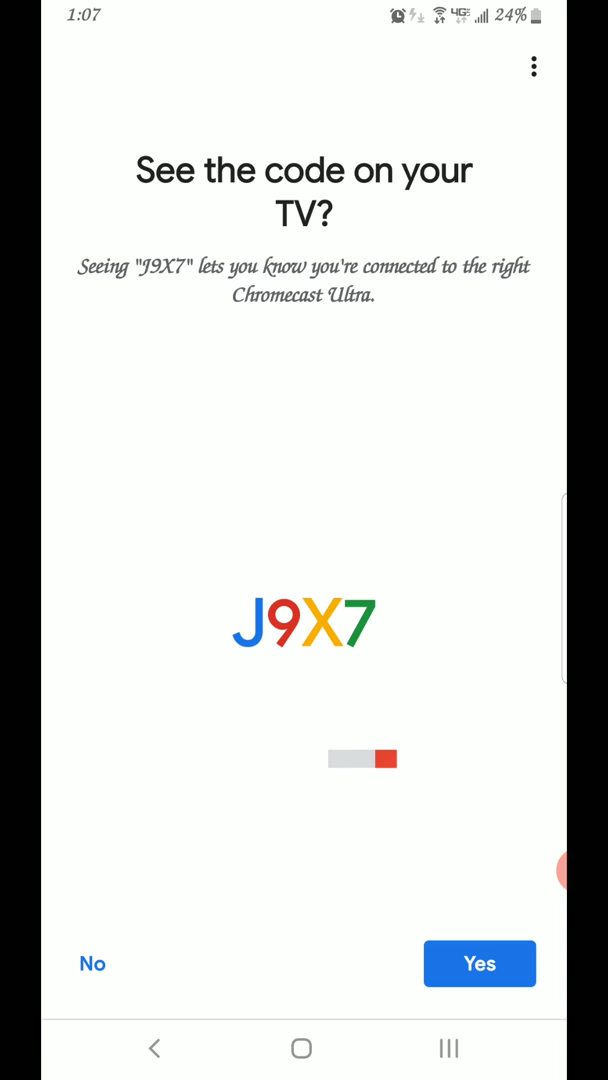 1:07
4GE 24%
See the code on your
TV?
Seeing "J9X7" lets you know you're connected to the right
Chromecast Ultra.
J9X7
No
Yes